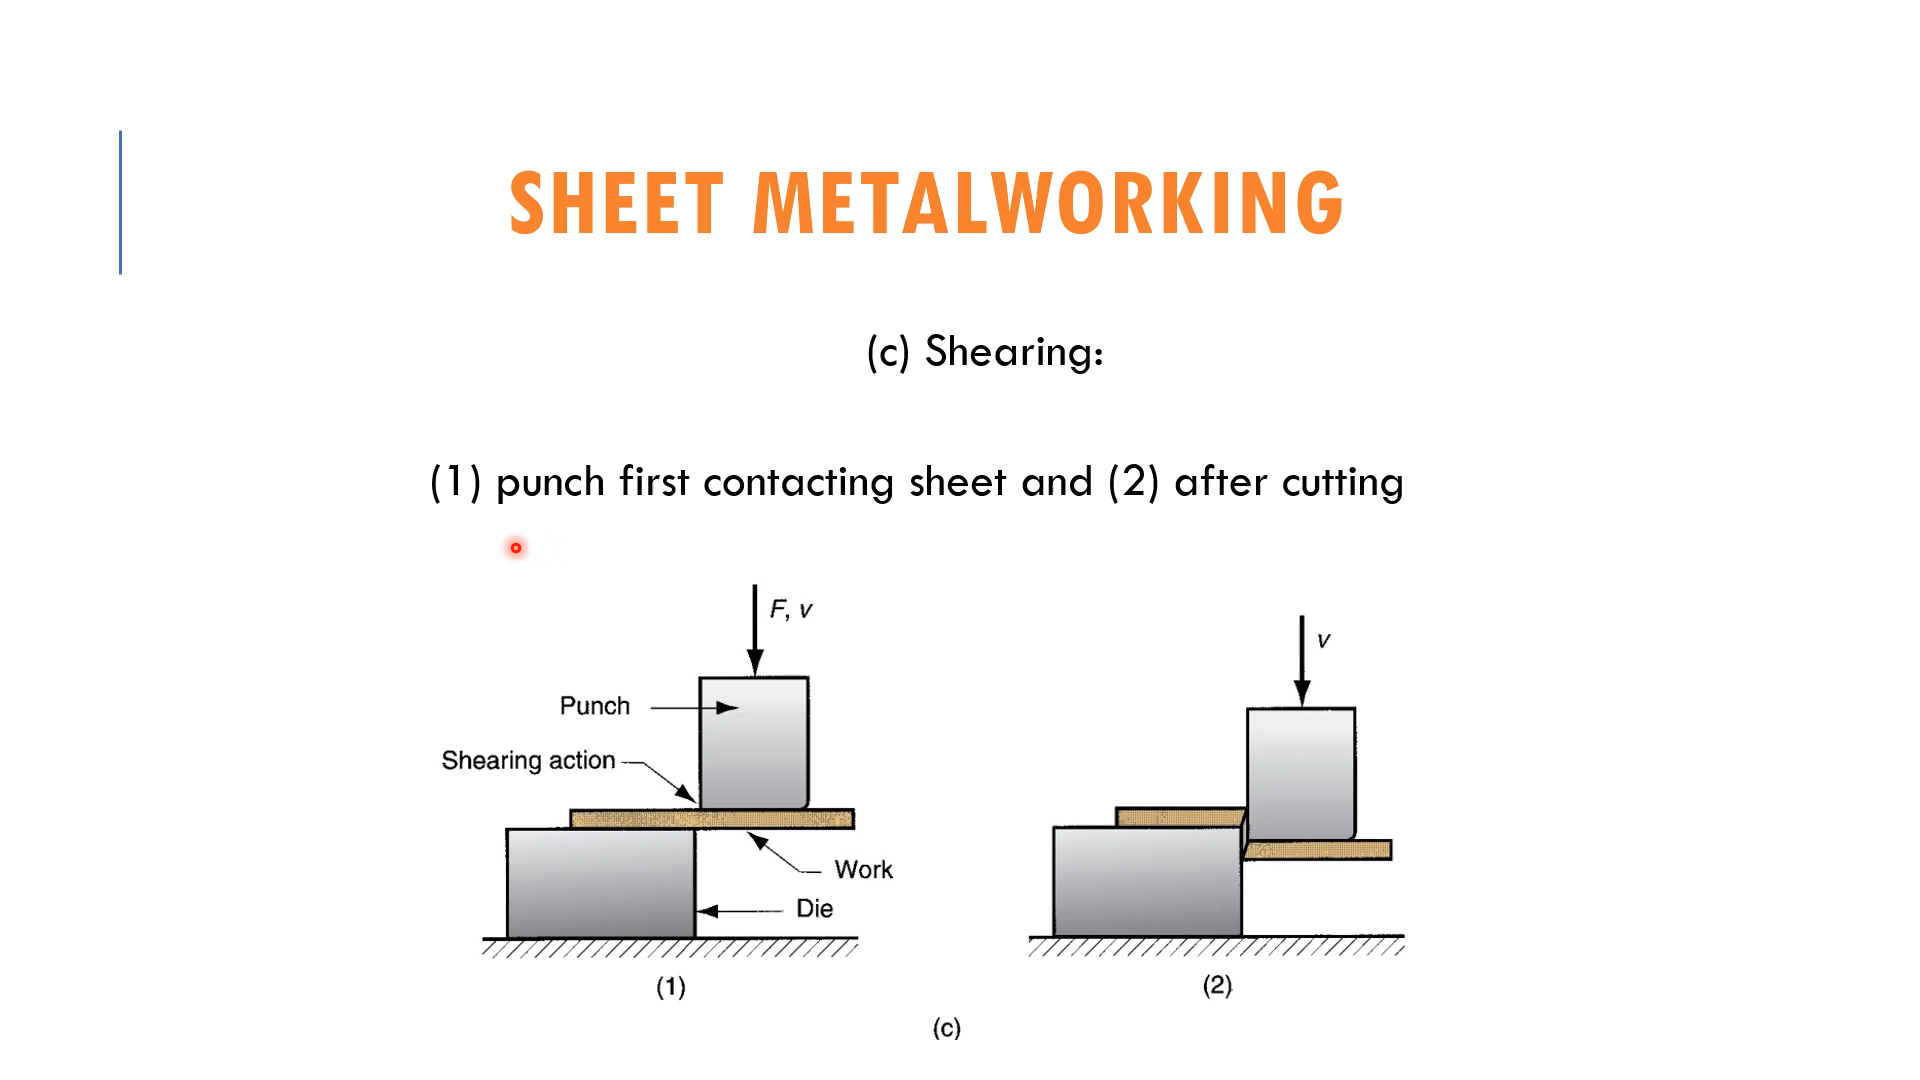 SHEET METALWORKING
(c) Shearing:
(1) punch first contacting sheet and (2) after cutting
F, v
v
Punch
Shearing action
Work
Die
(1)
(2)
(c)